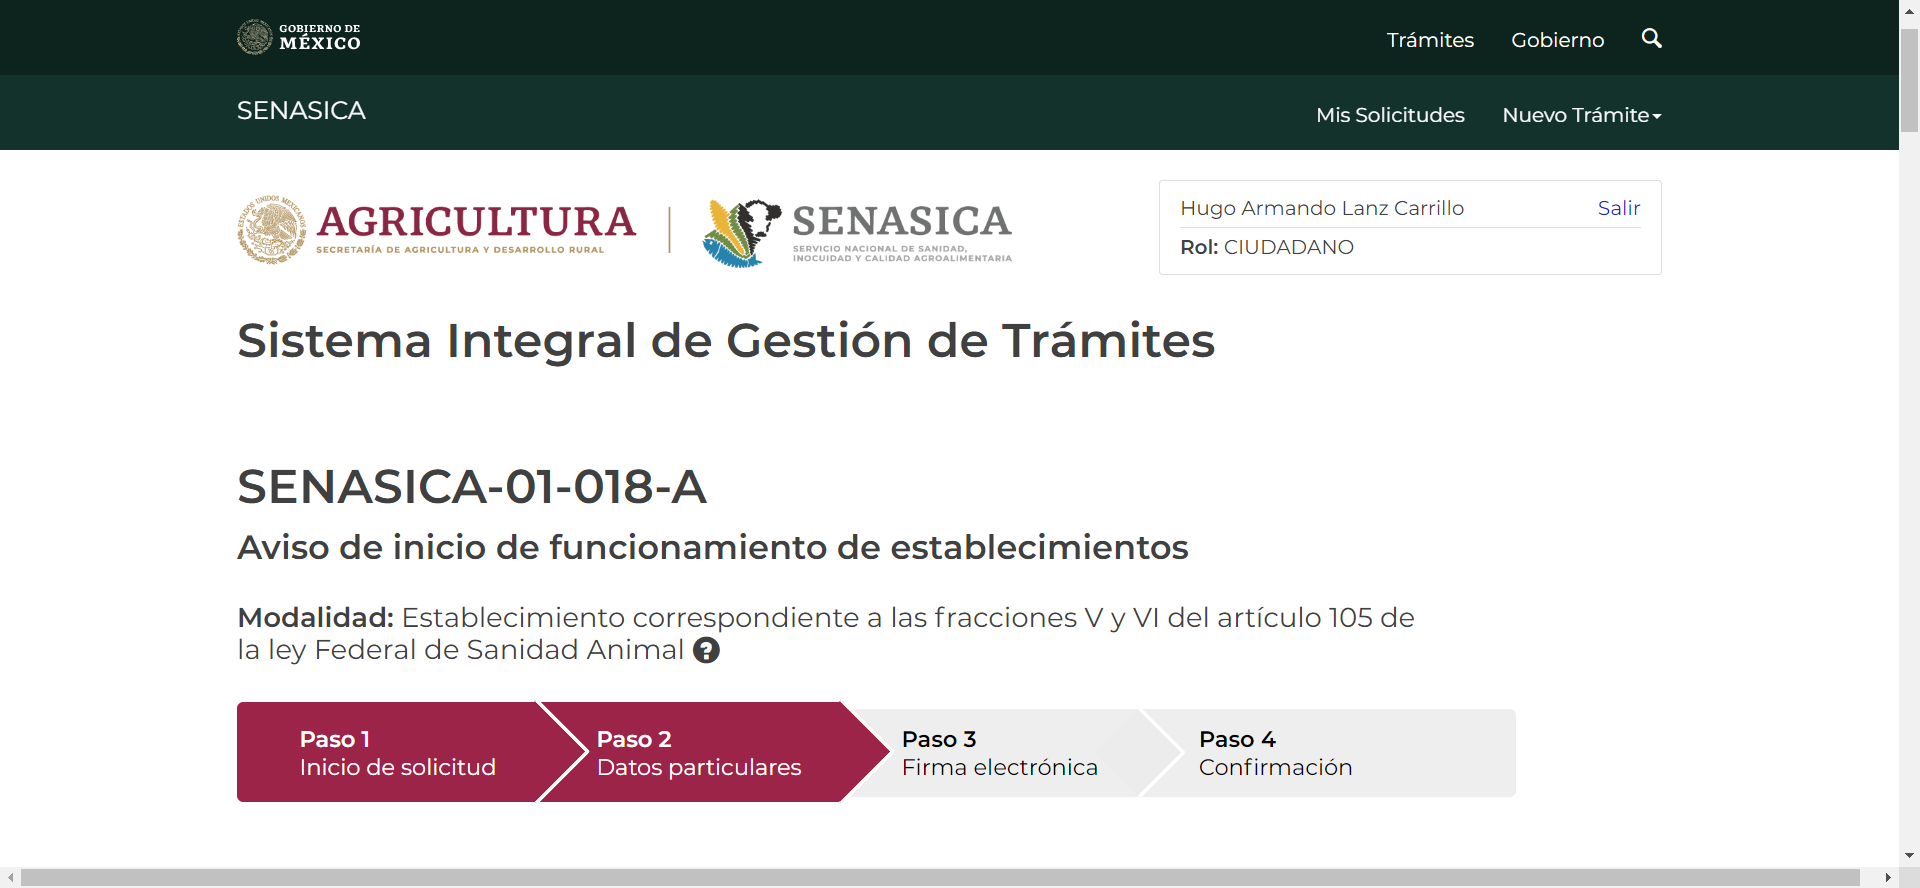 GOBIERNO DE
MÉXICO
Trámites
Gobierno
SENASICA
Mis Solicitudes
Nuevo Trámite
AGRICULTURA
SECRETARÍA DE AGRICULTURA Y DESARROLLO RURAL
SENASICA
SERVICIO NACIONAL DE SANIDAD,
INOCUIDAD Y CALIDAD AGROALIMENTARIA
Hugo Armando Lanz Carrillo
Salir
Rol: CIUDADANO
Sistema Integral de Gestión de Trámites
SENASICA-01-018-A
Aviso de inicio de funcionamiento de establecimientos
Modalidad: Establecimiento correspondiente a las fracciones V y VI del artículo 105 de
la ley Federal de Sanidad Animal ?
Paso 1
Inicio de solicitud
Paso 2
Datos particulares
Paso 3
Firma electrónica
Paso 4
Confirmación